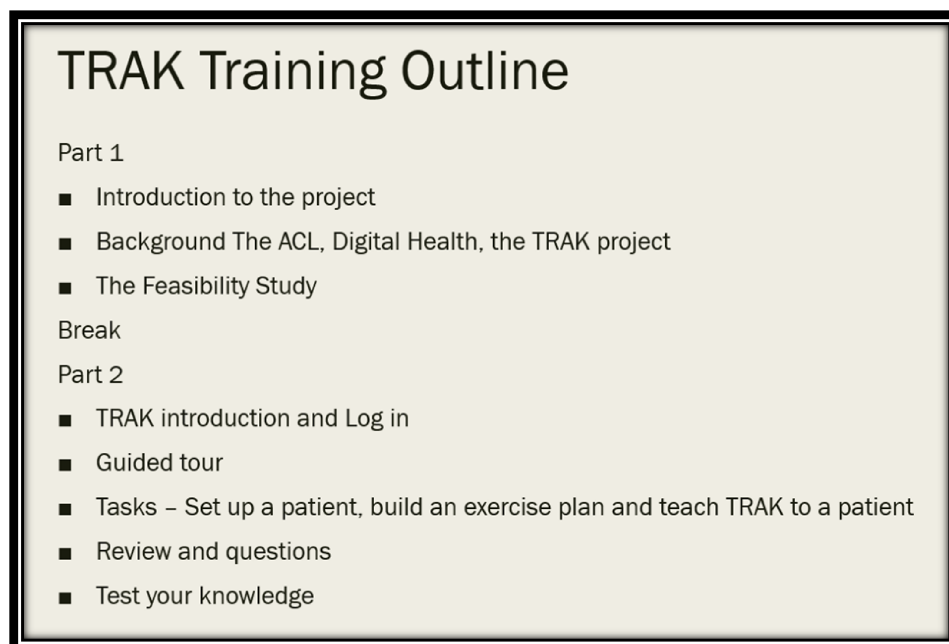 TRAK Training Outline
Part 1
■ Introduction to the project
■ Background The ACL, Digital Health, the TRAK project
■ The Feasibility Study
Break
Part 2
■ TRAK introduction and Log in
■ Guided tour
■ Tasks – Set up a patient, build an exercise plan and teach TRAK to a patient
■ Review and questions
■ Test your knowledge